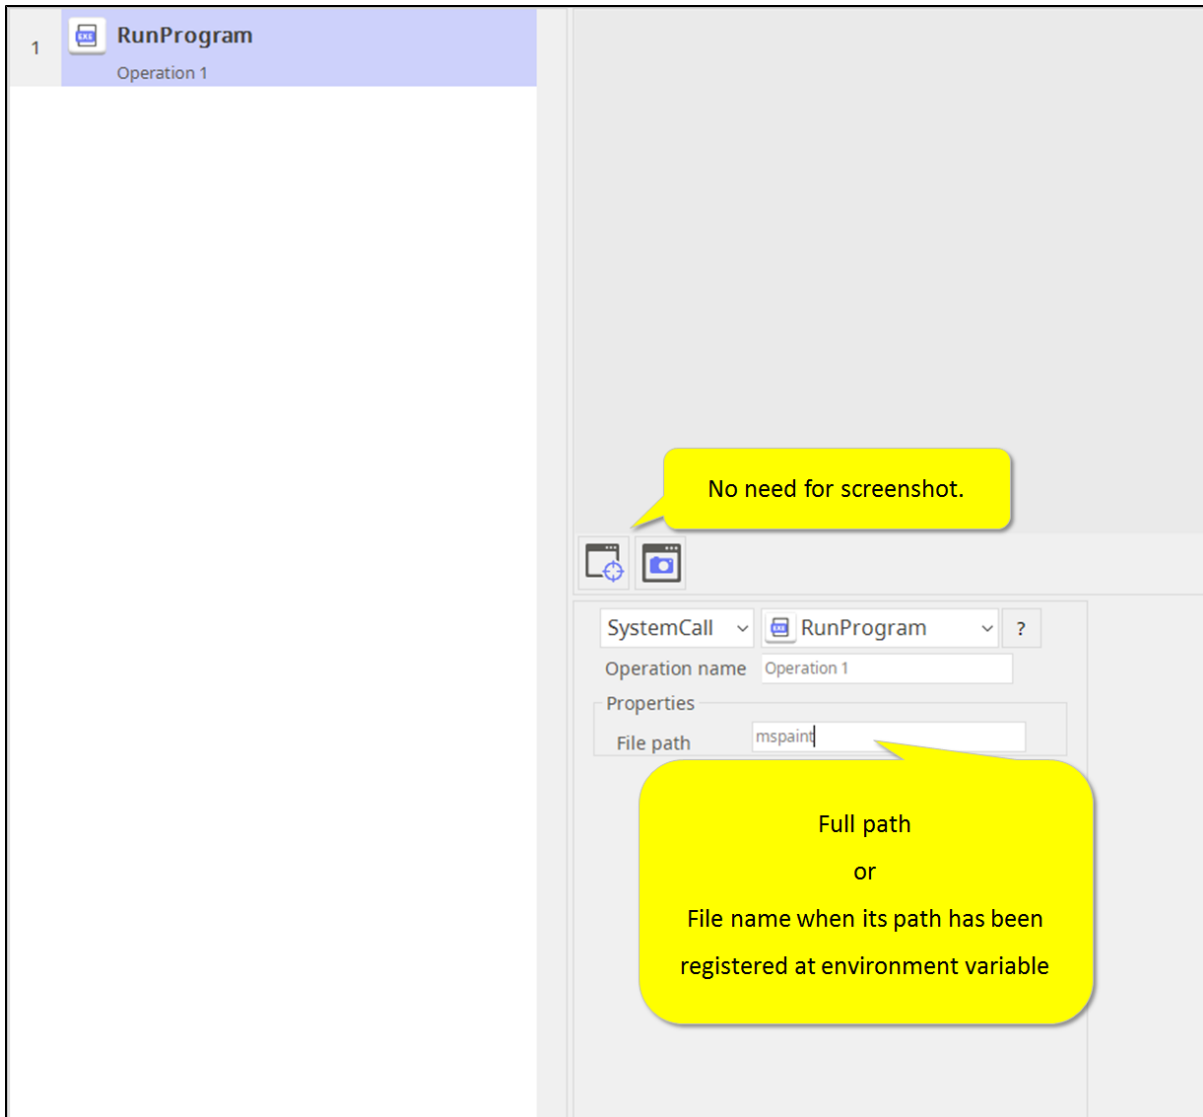 1
RunProgram
Operation 1
No need for screenshot.
SystemCall
RunProgram
?
Operation name
Operation 1
Properties
File path
mspaint
Full path
or
File name when its path has been
registered at environment variable